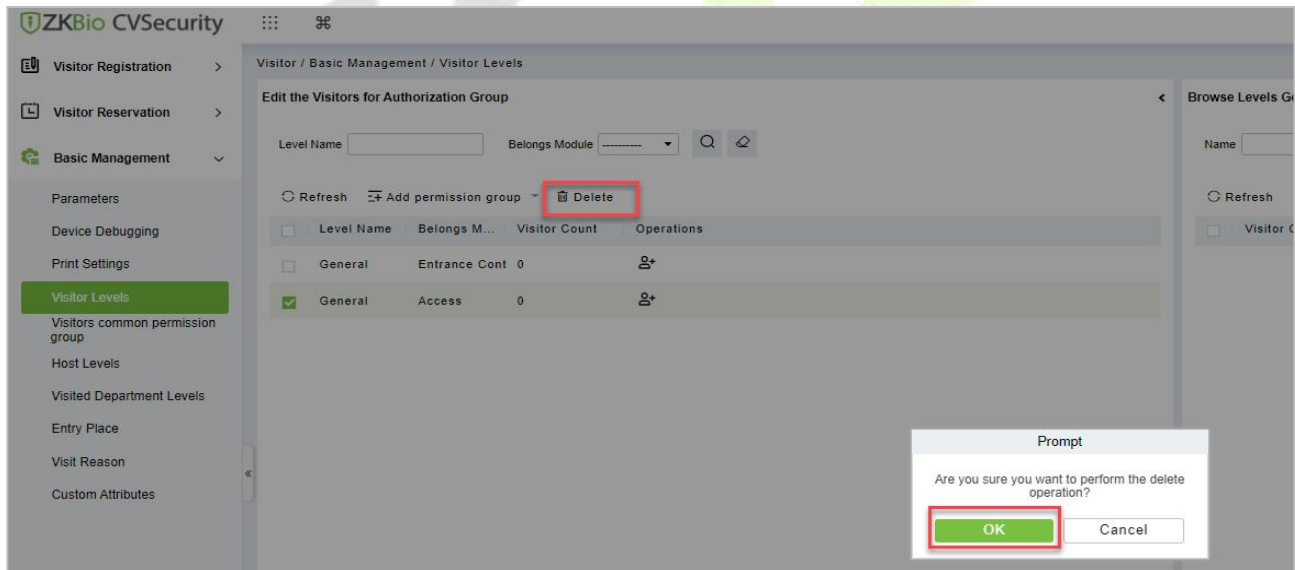 ZKBio CVSecurity
Visitor Registration
Visitor Reservation
Basic Management
Parameters
Device Debugging
Print Settings
Visitor Levels
Visitors common permission
group
Host Levels
Visited Department Levels
Entry Place
Visit Reason
Custom Attributes
Visitor / Basic Management / Visitor Levels
Edit the Visitors for Authorization Group
Level Name Belongs Module ----------
Refresh Add permission group Delete
Level Name Belongs M... Visitor Count Operations
General Entrance Cont 0
General Access 0
Browse Levels
Name
Refresh
Visitor
Prompt
Are you sure you want to perform the delete
operation?
OK Cancel